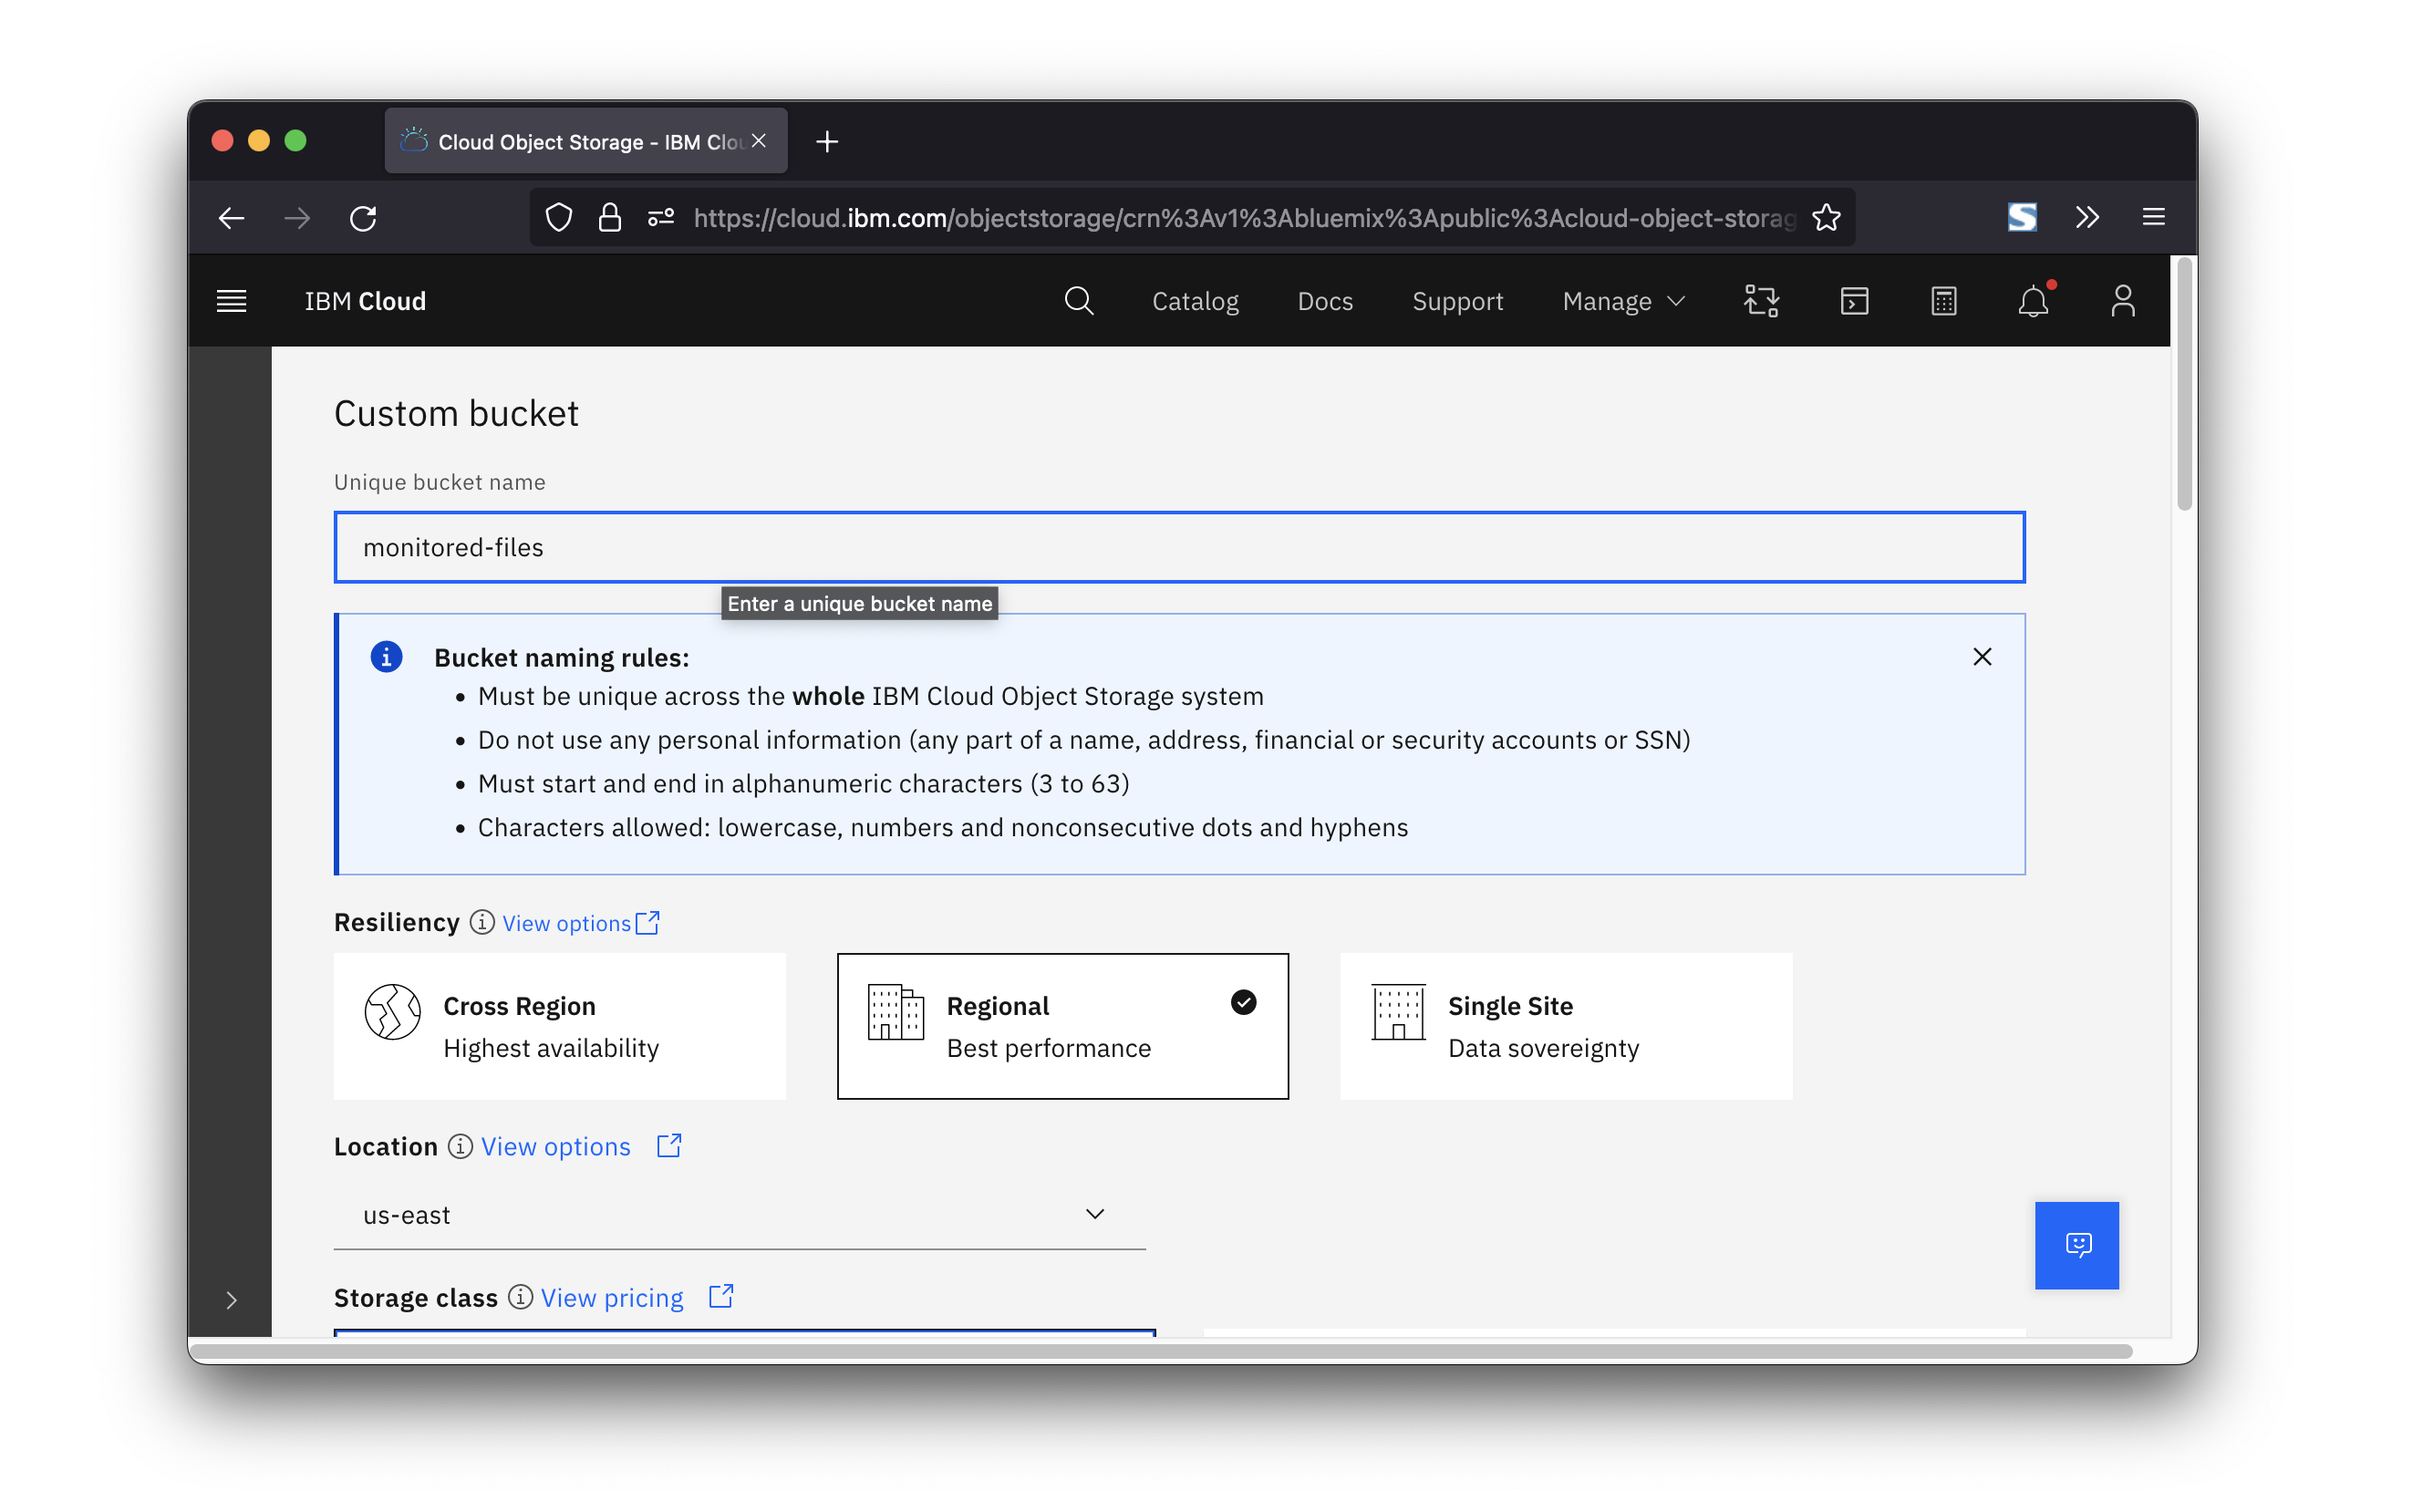 Cloud Object Storage - IBM Clou
https://cloud.ibm.com/objectstorage/crn%3Av1%3Abluemix%3Apublic%3Acloud-object-storag
IBM Cloud
Catalog
Docs
Support
Manage
Custom bucket
Unique bucket name
monitored-files
Enter a unique bucket name
Bucket naming rules:
• Must be unique across the whole IBM Cloud Object Storage system
• Do not use any personal information (any part of a name, address, financial or security accounts or SSN)
• Must start and end in alphanumeric characters (3 to 63)
• Characters allowed: lowercase, numbers and nonconsecutive dots and hyphens
Resiliency View options
Cross Region
Highest availability
Regional
Best performance
Single Site
Data sovereignty
Location View options
us-east
Storage class View pricing